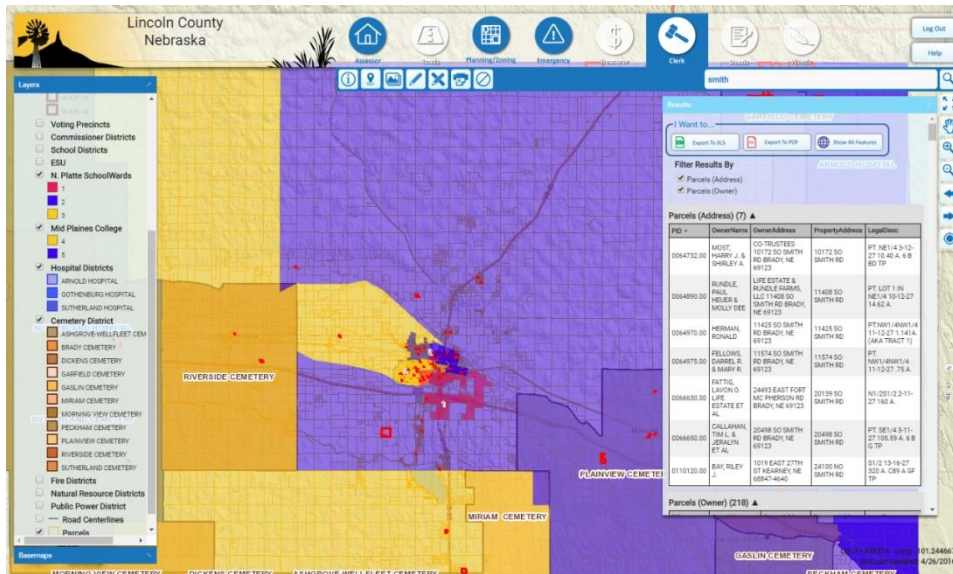 Lincoln County
Nebraska
Assessor
Planning/Zoning
Emergency
Clerk
Log Out
Help
smith
Layers
Voting Precincts
Commissioner Districts
School Districts
ESU
N. Platte SchoolWards
1
2
3
Mid Plaines College
4
5
Hospital Districts
ARNOLD HOSPITAL
GOTHENBURG HOSPITAL
SUTHERLAND HOSPITAL
Cemetery District
ASHGROVE-WELLFLEET CEM
BRADY CEMETERY
DICKENS CEMETERY
GARFIELD CEMETERY
GASLIN CEMETERY
MIRIAM CEMETERY
MORNING VIEW CEMETERY
PECKHAM CEMETERY
PLAINVIEW CEMETERY
RIVERSIDE CEMETERY
SUTHERLAND CEMETERY
Fire Districts
Natural Resource Districts
Public Power District
Road Centerlines
Parcels
Basemaps
RIVERSIDE CEMETERY
PLAINVIEW CEMETE
MIRIAM CEMETERY
MORNING VIEW CEMETERY
DICKENS CEMETERY
ASHGROVE-WELLFLEET CEMETERY
GASLIN CEMETERY
PECKHAM CEMETERY
GARFIELD CEMETERY
ARNOLD HOSPITAL
Results
I Want to...
Export To XLS
Export To PDF
Show All Features
Filter Results By
Parcels (Address)
Parcels (Owner)
Parcels (Address) (7) ▲
PID OwnerName OwnerAddress PropertyAddress LegalDesc
0064732.00 MOST, HARRY J. & SHIRLEY A. CO-TRUSTEES 10172 SO SMITH RD BRADY, NE 69123 10172 SO SMITH RD PT. NE1/4 3-12-27 10.40 A. 6 B BD TP
0064890.00 RUNDLE, PAUL HEUER & MOLLY DEE LIFE ESTATE & RUNDLE FARMS, LLC 11408 SO SMITH RD BRADY, NE 69123 11408 SO SMITH RD PT. LOT 1 IN NE1/4 10-12-27 14.62 A.
0064970.00 HERMAN, RONALD 11425 SO SMITH RD BRADY, NE 69123 11425 SO SMITH RD PT.NW1/4NW1/4 11-12-27 1.141A. (AKA TRACT 1)
0064975.00 FELLOWS, DARREL R. & MARY R. 11574 SO SMITH RD BRADY, NE 69123 11574 SO SMITH RD PT. NW1/4NW1/4 11-12-27 .75 A.
0066630.00 FATTIG, LAVON O. LIFE ESTATE ET AL 24493 EAST FORT MC PHERSON RD BRADY, NE 69123 20139 SO SMITH RD N1/2S1/2 2-11-27 160 A.
0066650.00 CALLAHAN, TIM L. & JERALYN ET AL 20498 SO SMITH RD BRADY, NE 69123 20498 SO SMITH RD PT. SE1/4 3-11-27 105.59 A. 6 B G TP
0110120.00 BAY, RILEY J. 1019 EAST 27TH ST KEARNEY, NE 68847-4640 24100 NO SMITH RD S1/2 13-16-27 320 A. C89 A GF TP
Parcels (Owner) (218) ▲